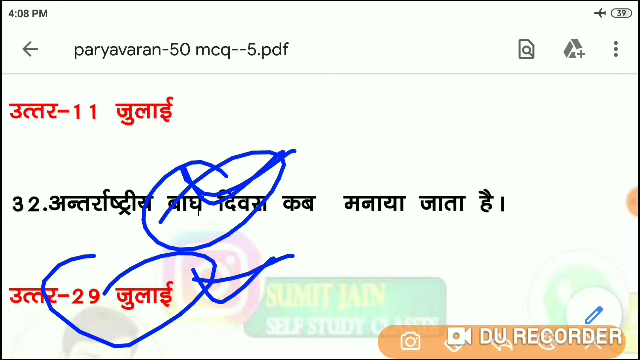 4:08 PM
39
paryavaran-50 mcq--5.pdf
उत्तर-11 जुलाई
32.अन्तर्राष्ट्रीय बाघ दिवस कब मनाया जाता है।
उत्तर-29 जुलाई
SUMIT JAIN
SELF STUDY CLASSES
DU RECORDER